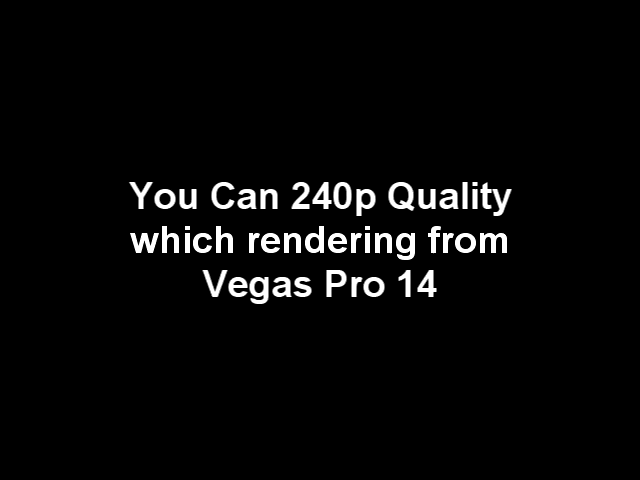 You Can 240p Quality
which rendering from
Vegas Pro 14